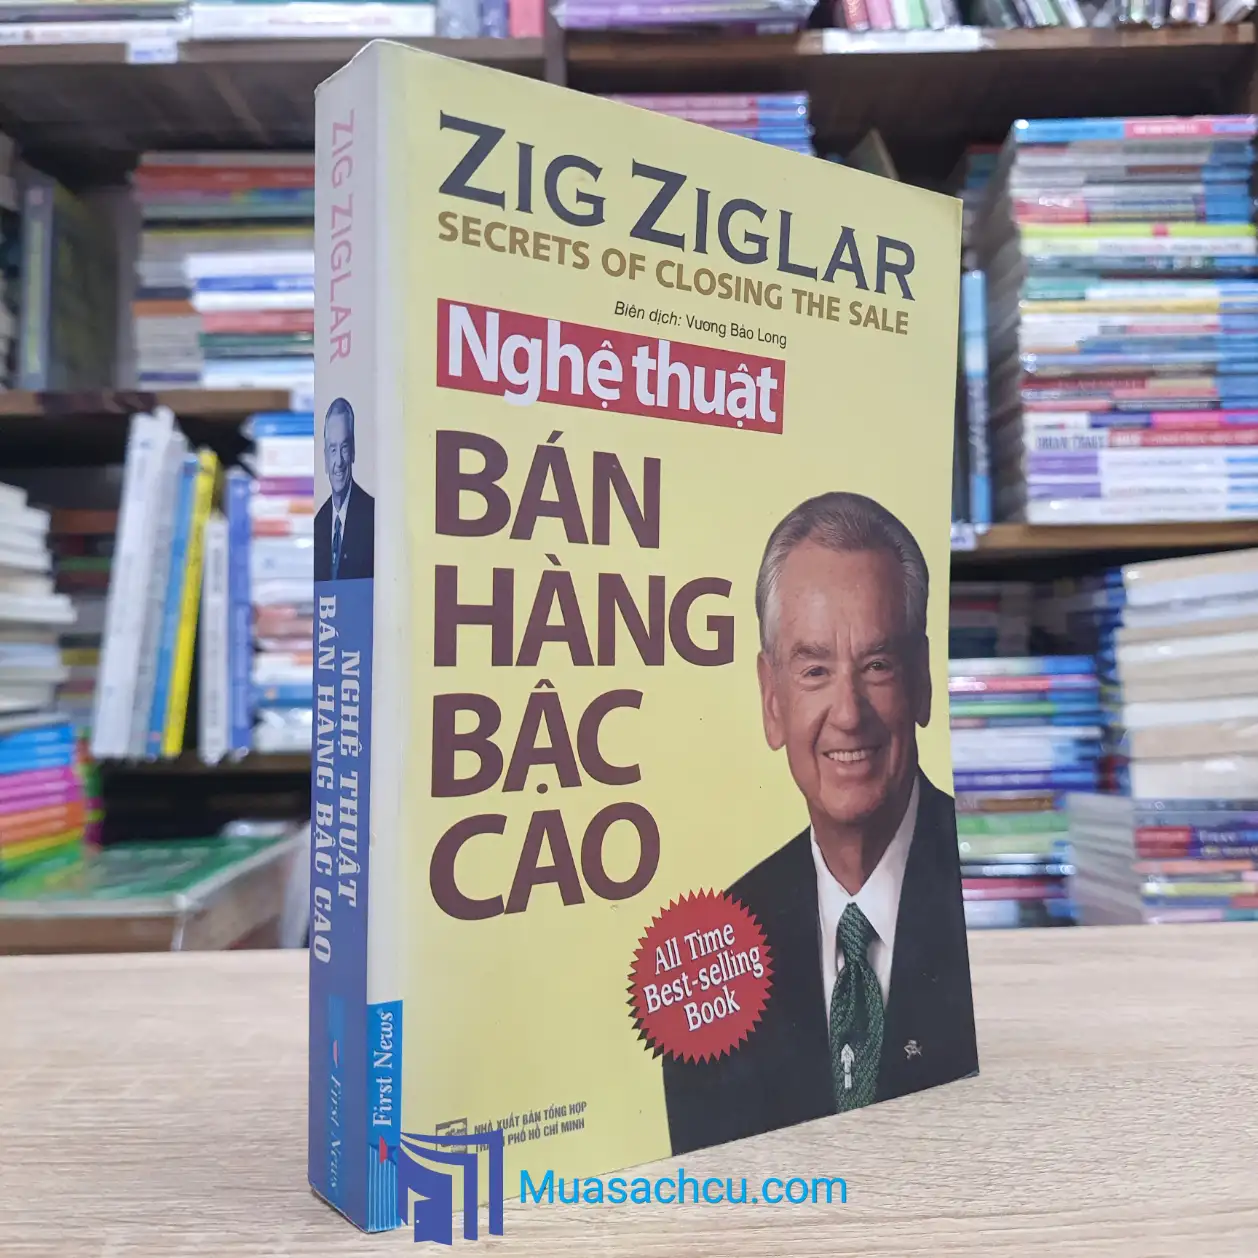 ZIG ZIGLAR
SECRETS OF CLOSING THE SALE
Biên dịch: Vương Bảo Long
Nghệ thuật
BÁN
HÀNG
BẬC
CAO
All Time
Best-selling
Book
NHÀ XUẤT BẢN TỔNG HỢP
PHỐ HỒ CHÍ MINH
First News
ZIG ZIGLAR
NGHỆ THUẬT
BÁN HÀNG BẬC CAO
First News
Muasachcu.com